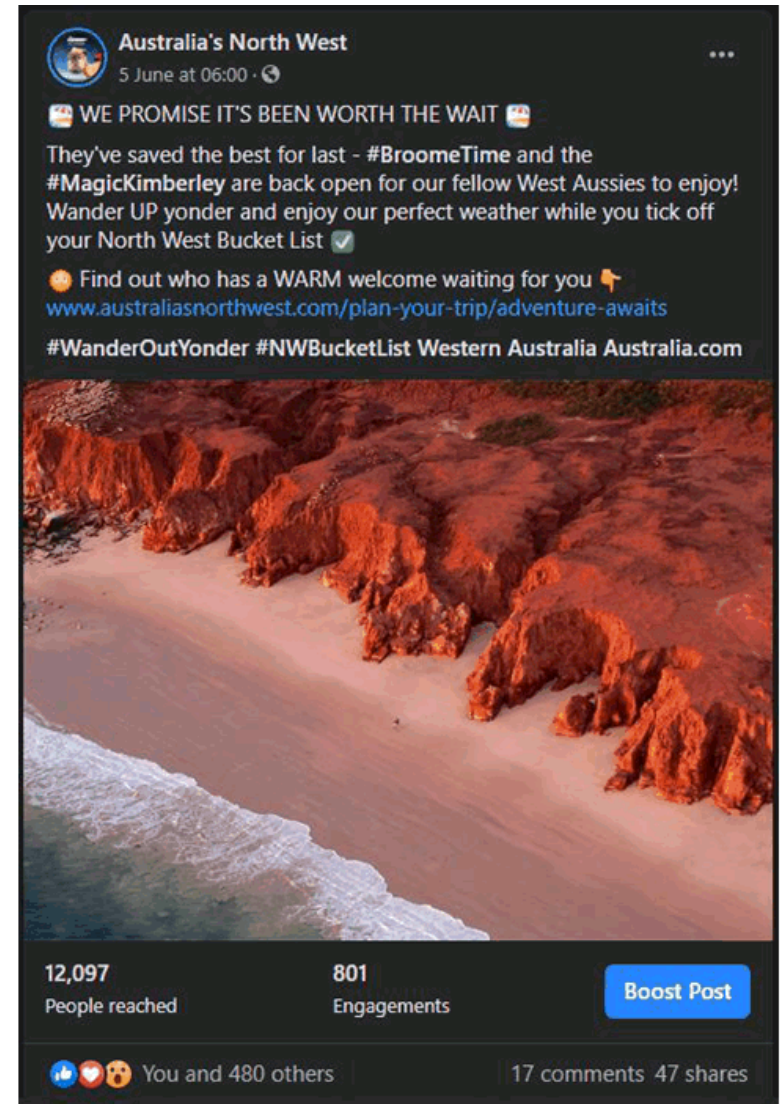 Australia's North West
5 June at 06:00 ·
WE PROMISE IT'S BEEN WORTH THE WAIT
They've saved the best for last - #BroomeTime and the
#MagicKimberley are back open for our fellow West Aussies to enjoy!
Wander UP yonder and enjoy our perfect weather while you tick off
your North West Bucket List
Find out who has a WARM welcome waiting for you
www.australiasnorthwest.com/plan-your-trip/adventure-awaits
#WanderOutYonder #NWBucketList Western Australia Australia.com
12,097 801
People reached Engagements Boost Post
You and 480 others 17 comments 47 shares